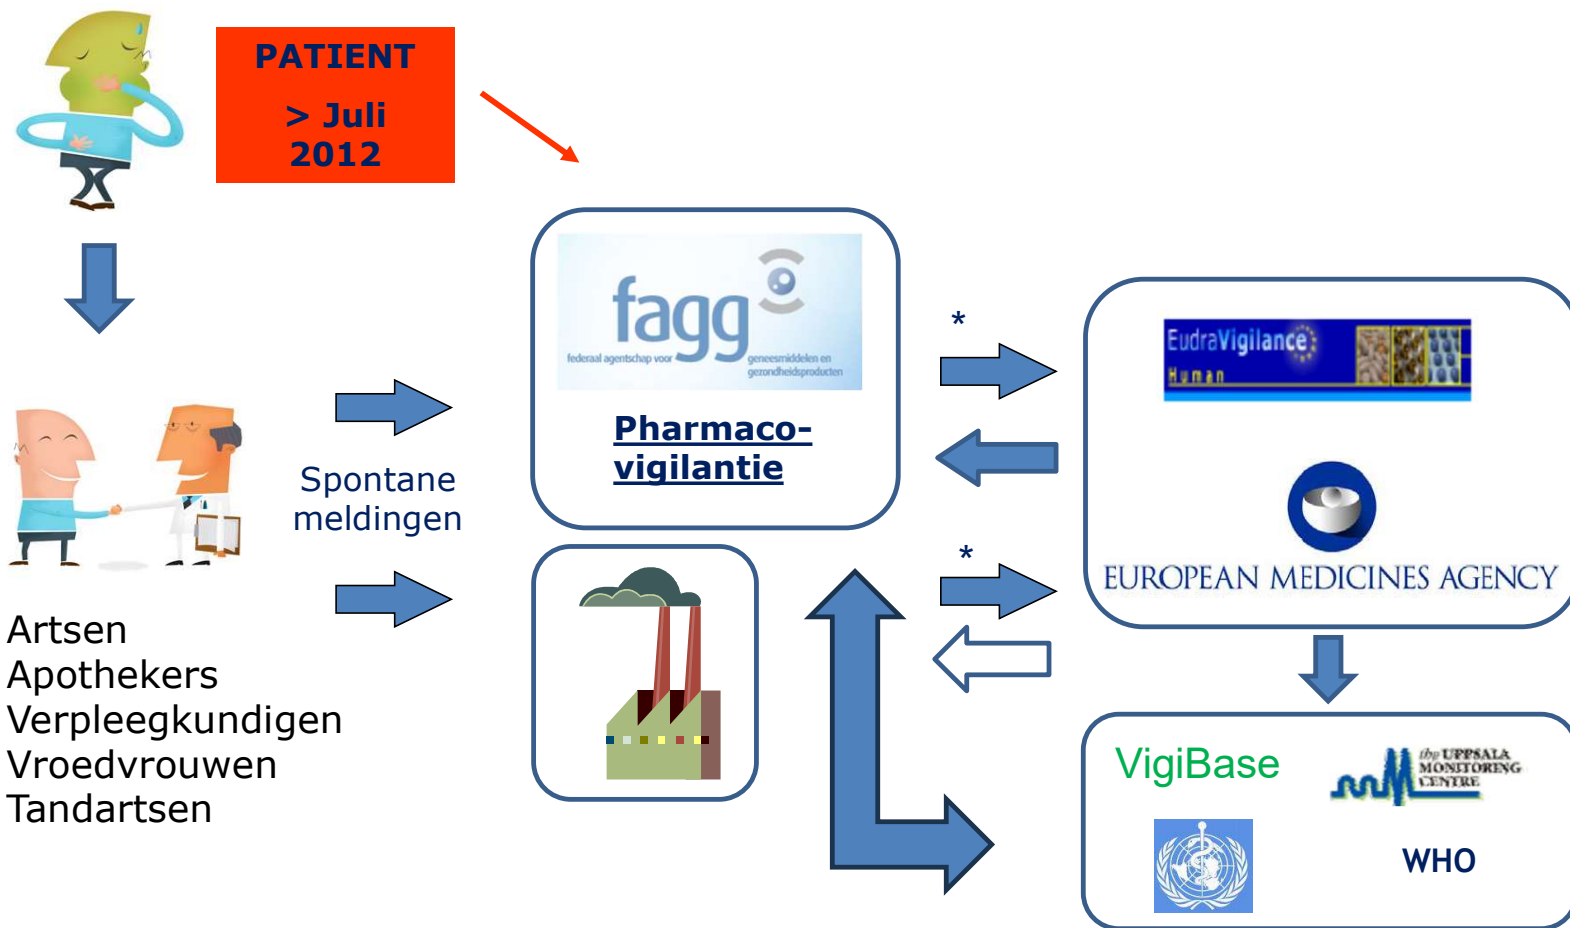 PATIENT
> Juli
2012
fagg
federaal agentschap voor
geneesmiddelen en
gezondheidsproducten
Pharmaco-
vigilantie
Spontane
meldingen
Artsen
Apothekers
Verpleegkundigen
Vroedvrouwen
Tandartsen
*
*
EudraVigilance
Human
EUROPEAN MEDICINES AGENCY
VigiBase
the UPPSALA
MONITORING
CENTRE
WHO